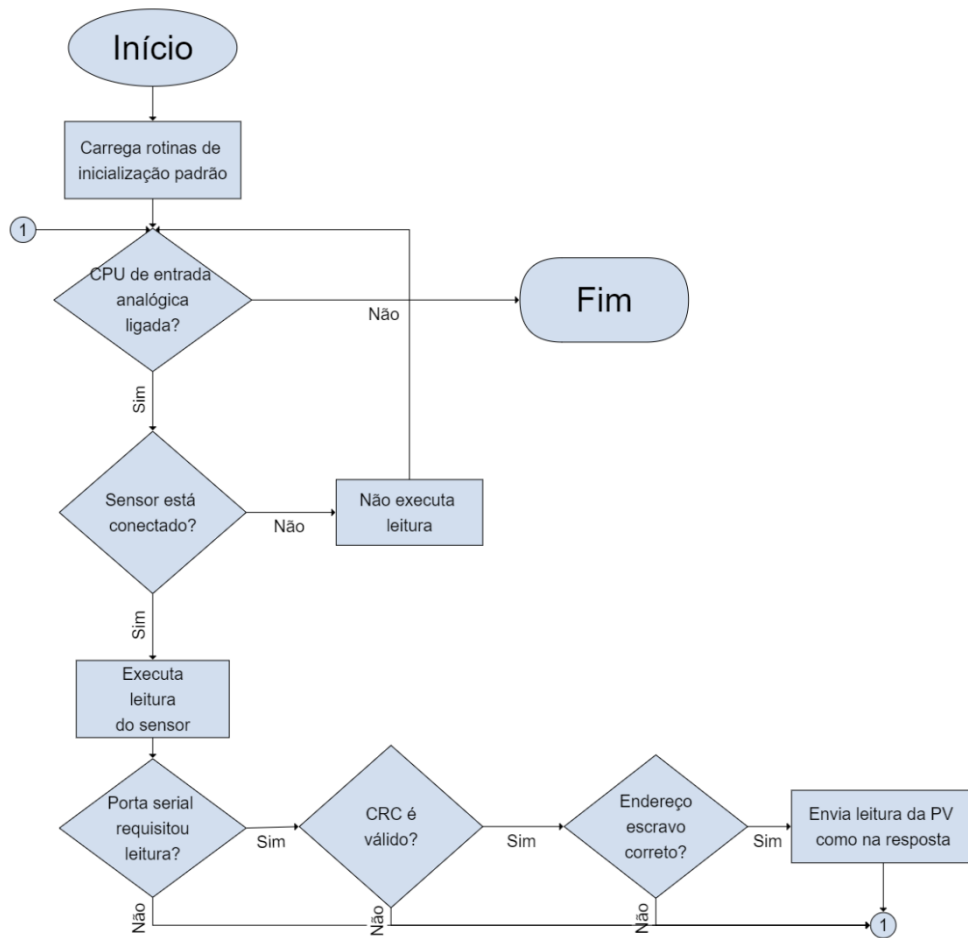 Início
Carrega rotinas de
inicialização padrão
1
CPU de entrada
analógica
ligada?
Não
Fim
Sim
Sensor está
conectado?
Não
Não executa
leitura
Sim
Executa
leitura
do sensor
Porta serial
requisitou
leitura?
Sim
CRC é
válido?
Sim
Endereço
escravo
correto?
Sim
Envia leitura da PV
como na resposta
Não
Não
Não
1